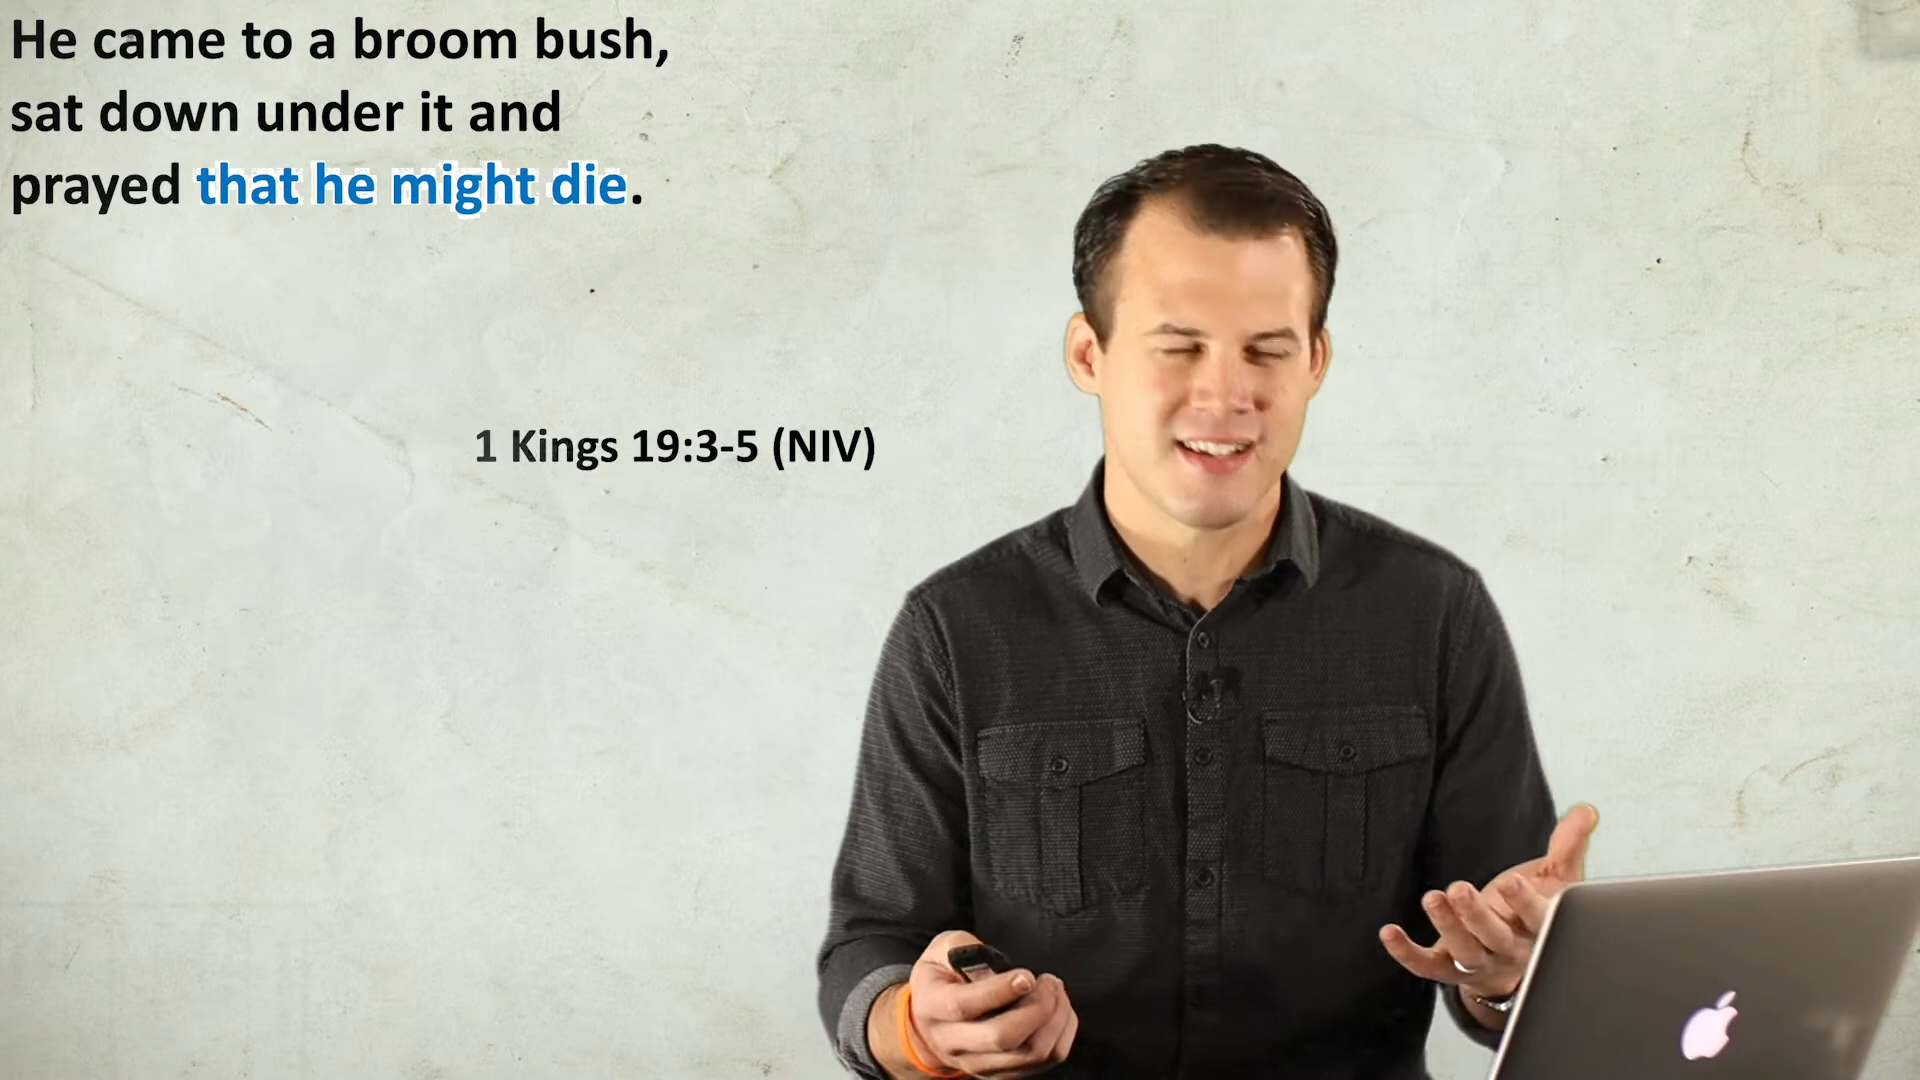 He came to a broom bush,
sat down under it and
prayed that he might die.
1 Kings 19:3-5 (NIV)